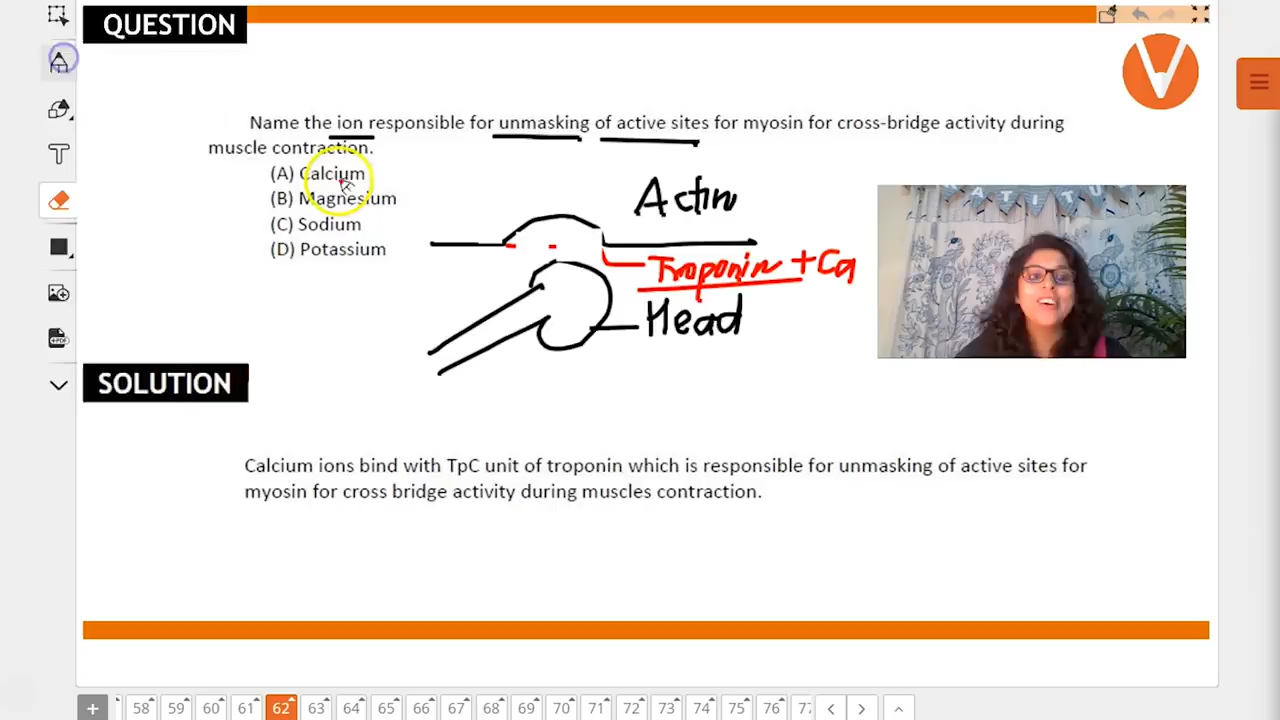 QUESTION
Name the ion responsible for unmasking of active sites for myosin for cross-bridge activity during
muscle contraction.
(A) Calcium
(B) Magnesium
(C) Sodium
(D) Potassium
Actin
Troponin + Ca
Head
SOLUTION
Calcium ions bind with TpC unit of troponin which is responsible for unmasking of active sites for
myosin for cross bridge activity during muscles contraction.
58 59 60 61 62 63 64 65 66 67 68 69 70 71 72 73 74 75 76